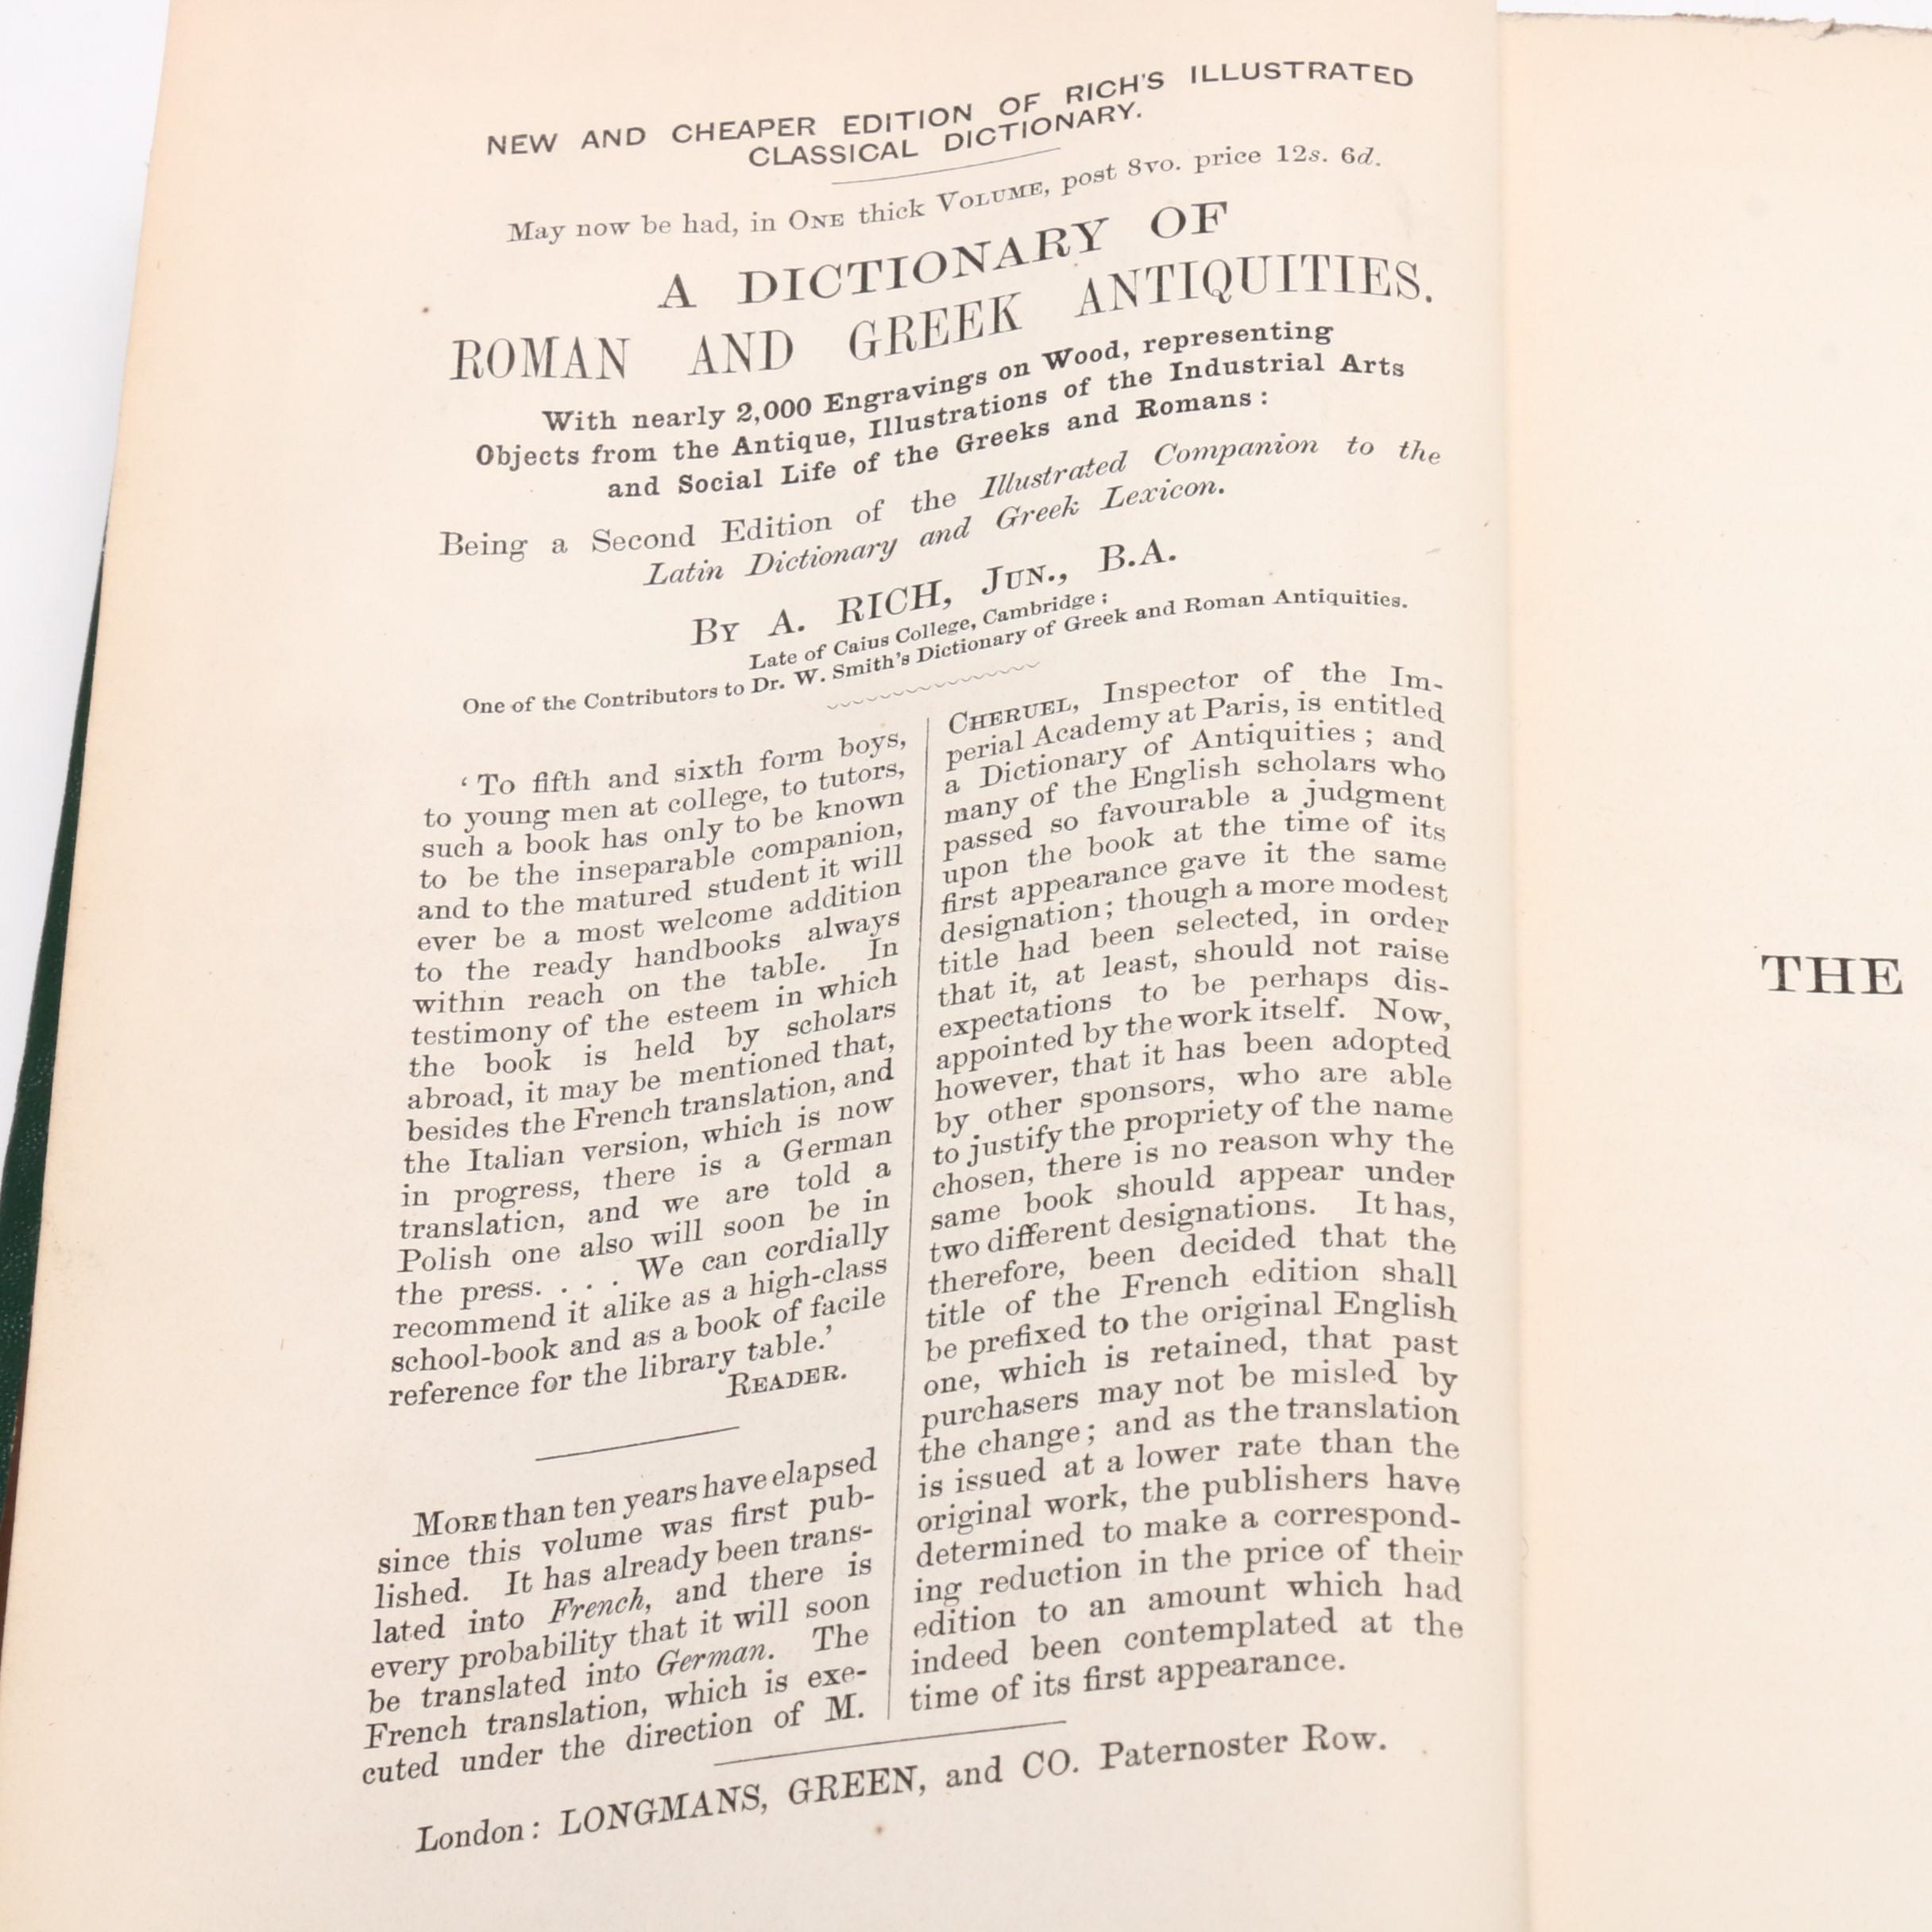 NEW AND CHEAPER EDITION OF RICH'S ILLUSTRATED
CLASSICAL DICTIONARY.
May now be had, in ONE thick VOLUME, post 8vo. price 12s. 6d.
A DICTIONARY OF
ROMAN AND GREEK ANTIQUITIES.
With nearly 2,000 Engravings on Wood, representing
Objects from the Antique, Illustrations of the Industrial Arts
and Social Life of the Greeks and Romans:
Being a Second Edition of the Illustrated Companion to the
Latin Dictionary and Greek Lexicon.
BY A. RICH, JUN., B.A.
Late of Caius College, Cambridge;
One of the Contributors to Dr. W. Smith's Dictionary of Greek and Roman Antiquities.
'To fifth and sixth form boys,
to young men at college, to tutors,
such a book has only to be known
to be the inseparable companion,
and to the matured student it will
ever be a most welcome addition
to the ready handbooks always
within reach on the table. In
testimony of the esteem in which
the book is held by scholars
abroad, it may be mentioned that,
besides the French translation, and
the Italian version, which is now
in progress, there is a German
translation, and we are told a
Polish one also will soon be in
the press. . . . We can cordially
recommend it alike as a high-class
school-book and as a book of facile
reference for the library table.'
READER.
MORE than ten years have elapsed
since this volume was first pub-
lished. It has already been trans-
lated into French, and there is
every probability that it will soon
be translated into German. The
French translation, which is exe-
cuted under the direction of M.
CHERUEL, Inspector of the Im-
perial Academy at Paris, is entitled
a Dictionary of Antiquities; and
many of the English scholars who
passed so favourable a judgment
upon the book at the time of its
first appearance gave it the same
designation; though a more modest
title had been selected, in order
that it, at least, should not raise
expectations to be perhaps dis-
appointed by the work itself. Now,
however, that it has been adopted
by other sponsors, who are able
to justify the propriety of the name
chosen, there is no reason why the
same book should appear under
two different designations. It has,
therefore, been decided that the
title of the French edition shall
be prefixed to the original English
one, which is retained, that past
purchasers may not be misled by
the change; and as the translation
is issued at a lower rate than the
original work, the publishers have
determined to make a correspond-
ing reduction in the price of their
edition to an amount which had
indeed been contemplated at the
time of its first appearance.
London: LONGMANS, GREEN, and CO. Paternoster Row.
THE